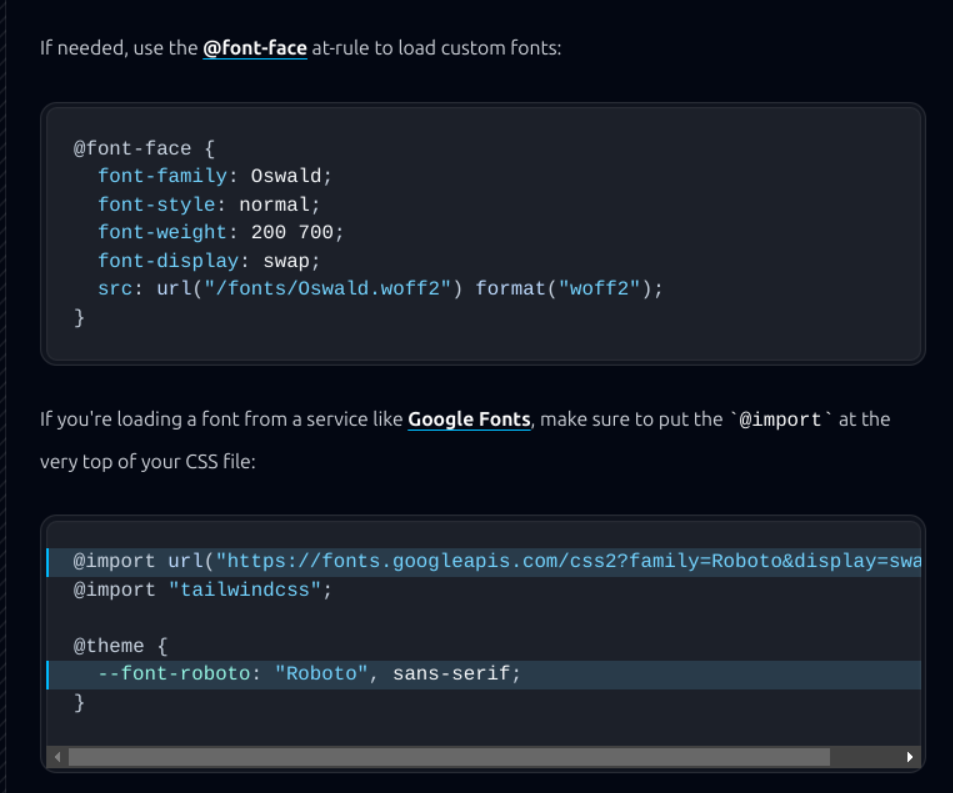 If needed, use the @font-face at-rule to load custom fonts:
@font-face {
  font-family: Oswald;
  font-style: normal;
  font-weight: 200 700;
  font-display: swap;
  src: url("/fonts/Oswald.woff2") format("woff2");
}
If you're loading a font from a service like Google Fonts, make sure to put the `@import` at the
very top of your CSS file:
@import url("https://fonts.googleapis.com/css2?family=Roboto&display=swa
@import "tailwindcss";
@theme {
  --font-roboto: "Roboto", sans-serif;
}